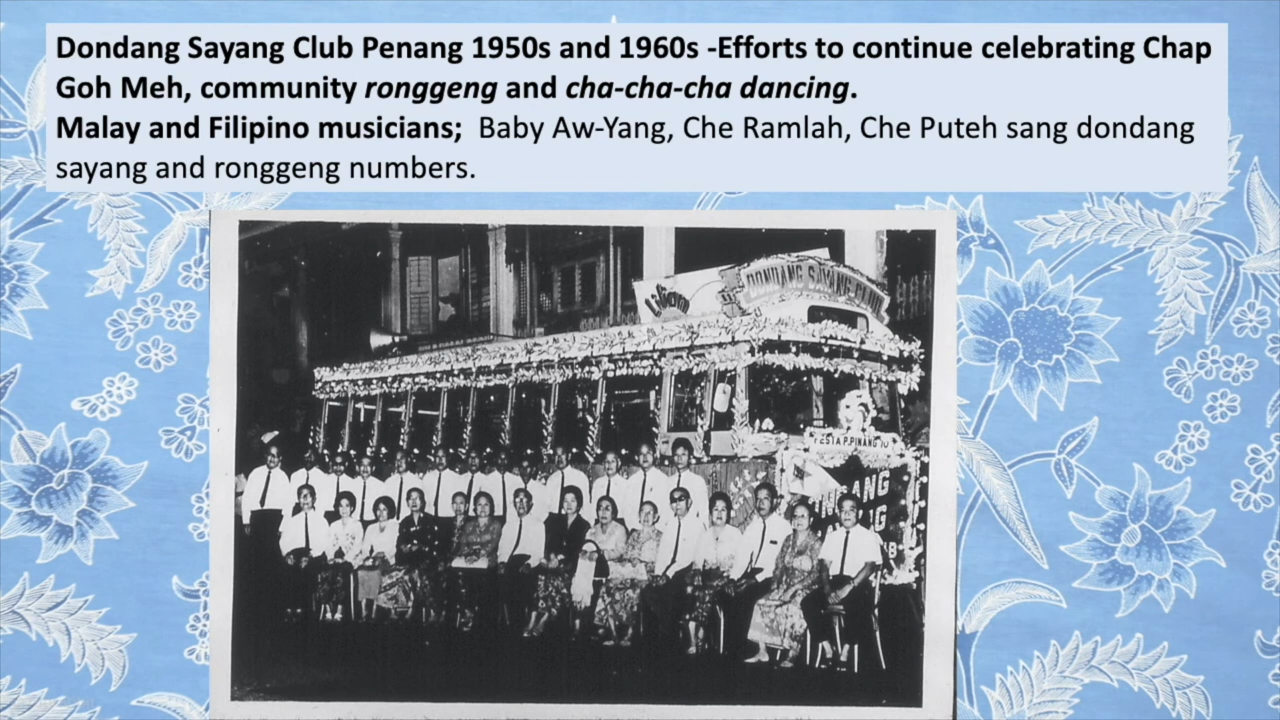 Dondang Sayang Club Penang 1950s and 1960s -Efforts to continue celebrating Chap
Goh Meh, community ronggeng and cha-cha-cha dancing.
Malay and Filipino musicians; Baby Aw-Yang, Che Ramlah, Che Puteh sang dondang
sayang and ronggeng numbers.
DONDANG SAYANG CLUB
PESTA P. PINANG 70